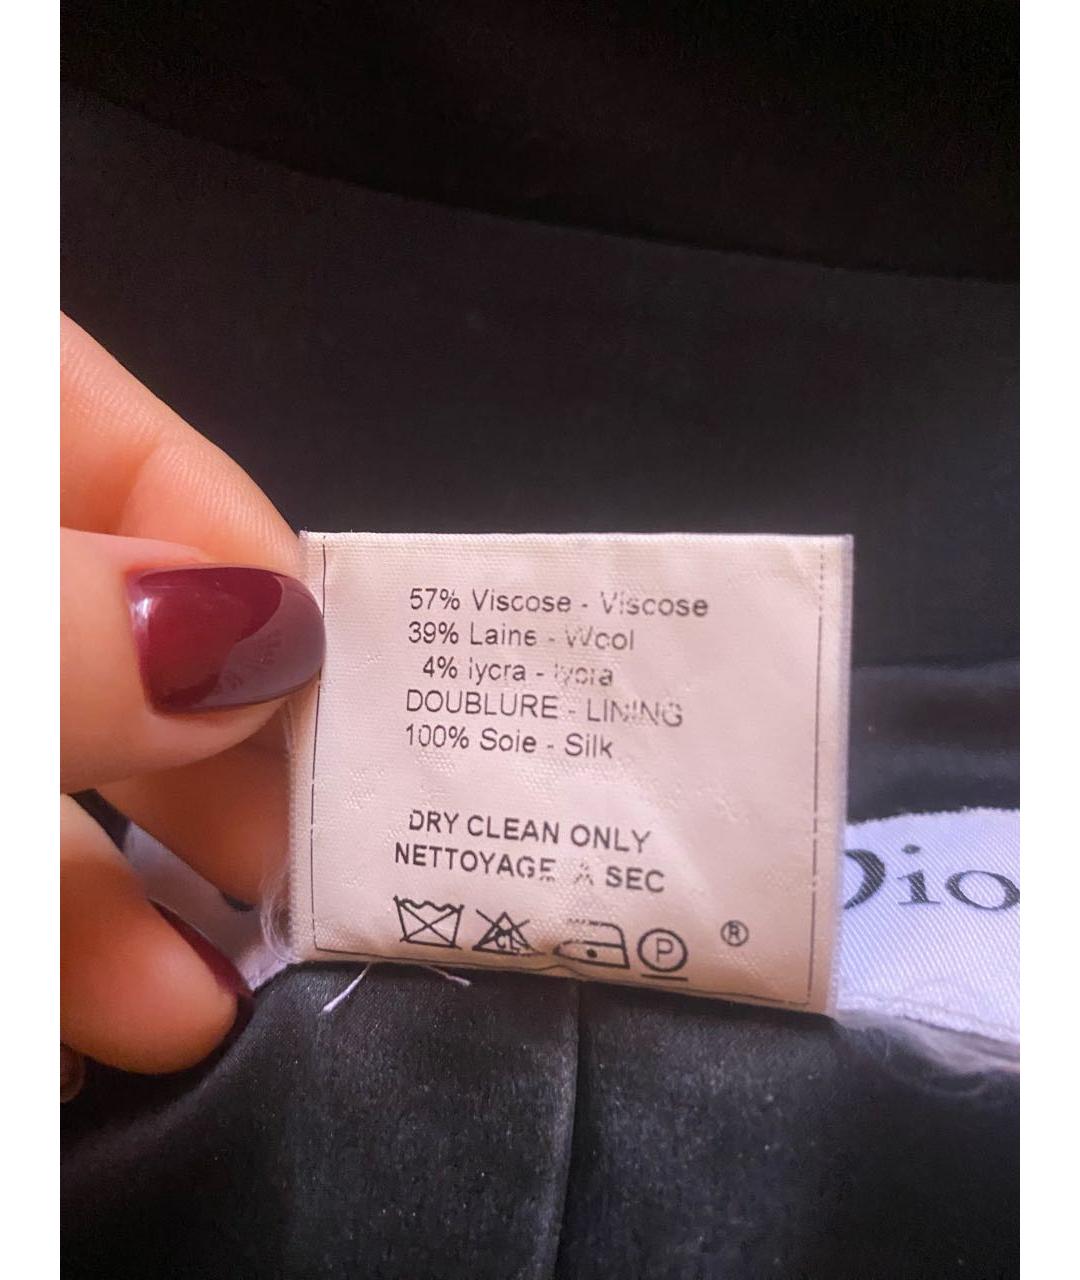 57% Viscose - Viscose
39% Laine - Wool
4% lycra - lycra
DOUBLURE - LINING
100% Soie - Silk
DRY CLEAN ONLY
NETTOYAGE A SEC
CL
P
®
Dio